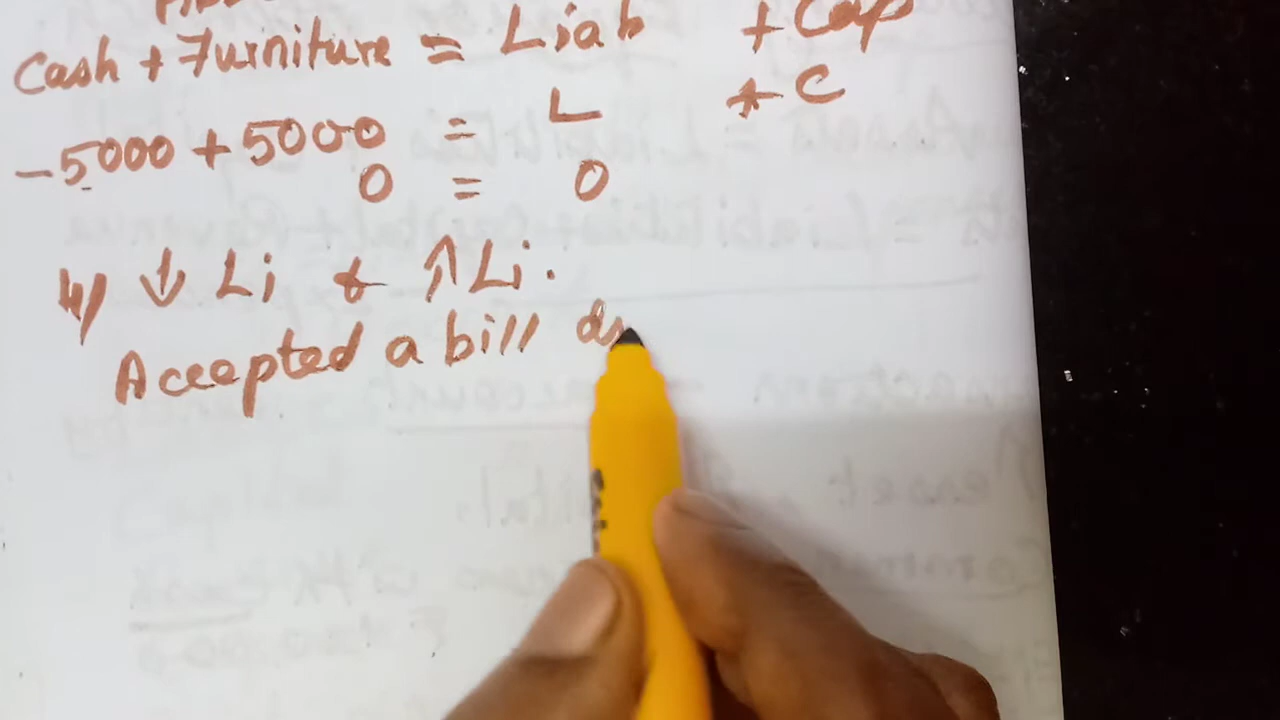 Cash + Furniture = Liab + Cap
-5000 + 5000 = L + C
0 = 0
4) ↓ Li & ↑ Li.
Accepted a bill